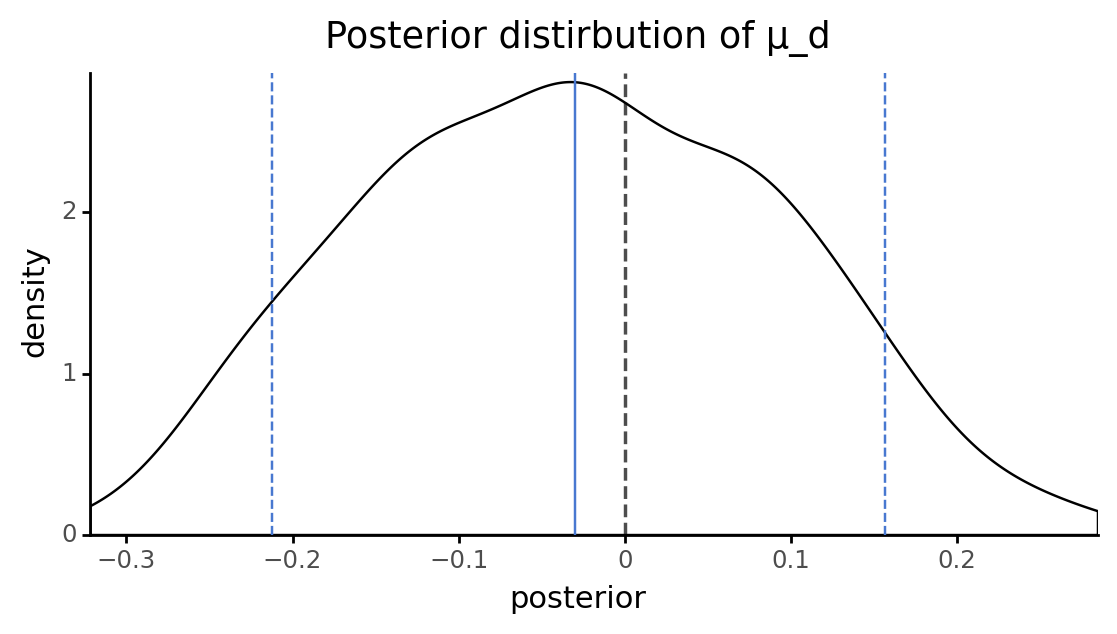 Posterior distirbution of μ_d
density
2
1
0
−0.3 −0.2 −0.1 0 0.1 0.2
posterior